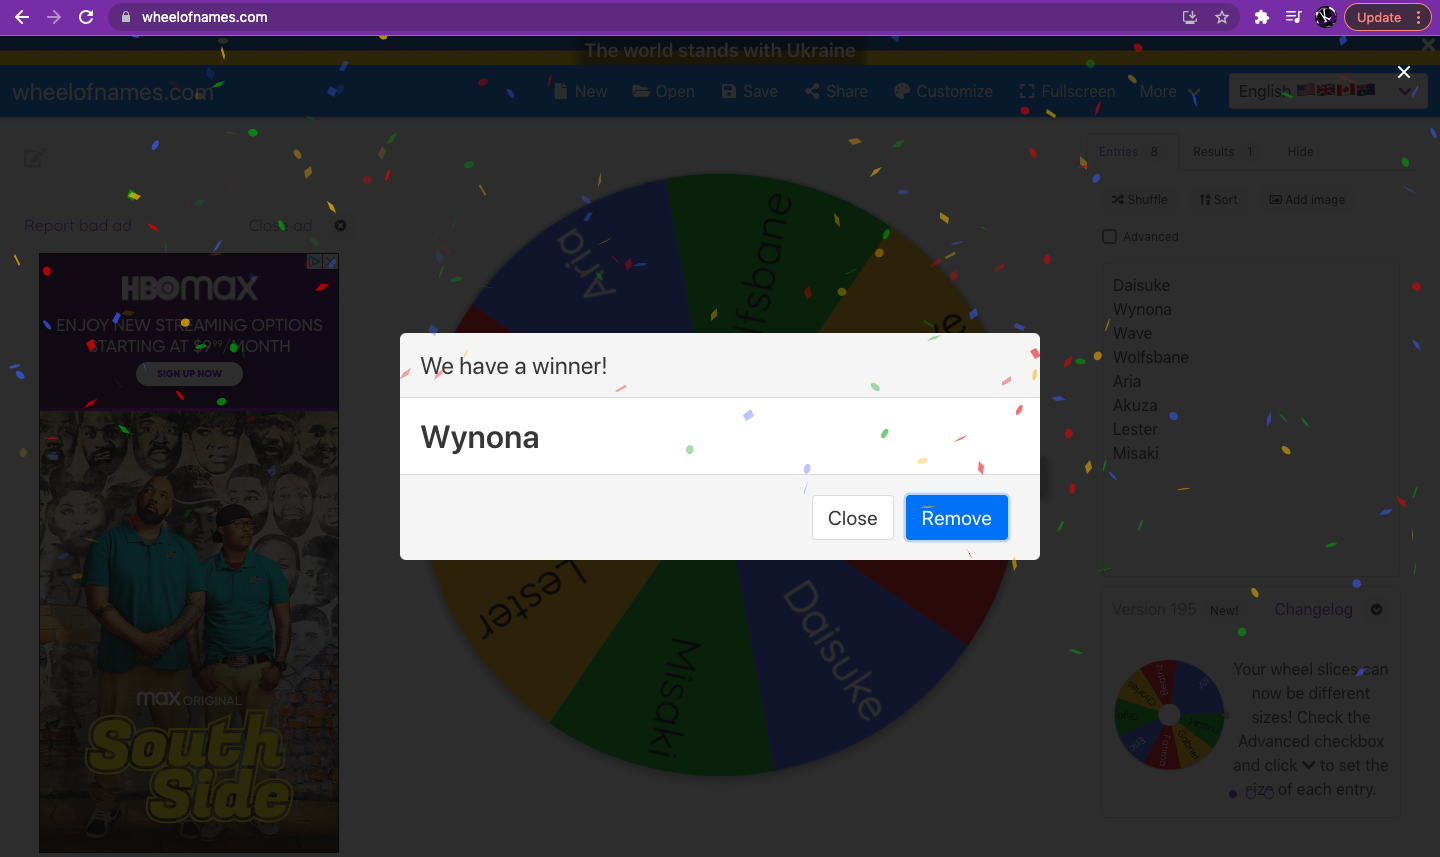 wheelofnames.com
Update
The world stands with Ukraine
wheelofnames.com
New
Open
Save
Share
Customize
Fullscreen
More
English
Entries 8
Results 1
Hide
Shuffle
Sort
Add image
Advanced
Report bad ad
Close ad
HBOMAX
ENJOY NEW STREAMING OPTIONS
STARTING AT $9.99/MONTH
SIGN UP NOW
max ORIGINAL
South
Side
Aria
Lester
Misaki
Daisuke
We have a winner!
Wynona
Close
Remove
Daisuke
Wynona
Wave
Wolfsbane
Aria
Akuza
Lester
Misaki
Version 195 New! Changelog
Your wheel slices can
now be different
sizes! Check the
Advanced checkbox
and click to set the
size of each entry.